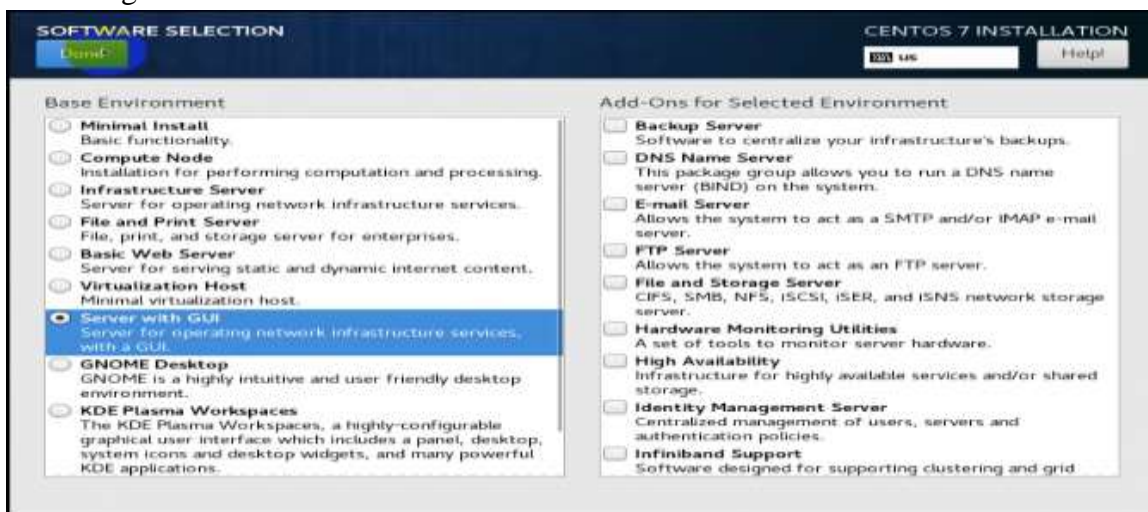 SOFTWARE SELECTION
CENTOS 7 INSTALLATION
Done
us
Help!
Base Environment
Minimal Install
Basic functionality.
Compute Node
Installation for performing computation and processing.
Infrastructure Server
Server for operating network infrastructure services.
File and Print Server
File, print, and storage server for enterprises.
Basic Web Server
Server for serving static and dynamic internet content.
Virtualization Host
Minimal virtualization host.
Server with GUI
Server for operating network infrastructure services,
with a GUI.
GNOME Desktop
GNOME is a highly intuitive and user friendly desktop
environment.
KDE Plasma Workspaces
The KDE Plasma Workspaces, a highly-configurable
graphical user interface which includes a panel, desktop,
system icons and desktop widgets, and many powerful
KDE applications.
Add-Ons for Selected Environment
Backup Server
Software to centralize your infrastructure's backups.
DNS Name Server
This package group allows you to run a DNS name
server (BIND) on the system.
E-mail Server
Allows the system to act as a SMTP and/or IMAP e-mail
server.
FTP Server
Allows the system to act as an FTP server.
File and Storage Server
CIFS, SMB, NFS, iSCSI, iSER, and iSNS network storage
server.
Hardware Monitoring Utilities
A set of tools to monitor server hardware.
High Availability
Infrastructure for highly available services and/or shared
storage.
Identity Management Server
Centralized management of users, servers and
authentication policies.
Infiniband Support
Software designed for supporting clustering and grid